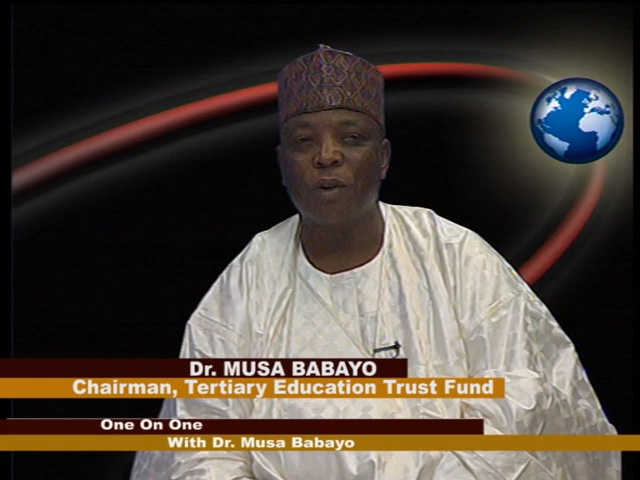 Dr. MUSA BABAYO
Chairman, Tertiary Education Trust Fund
One On One
With Dr. Musa Babayo